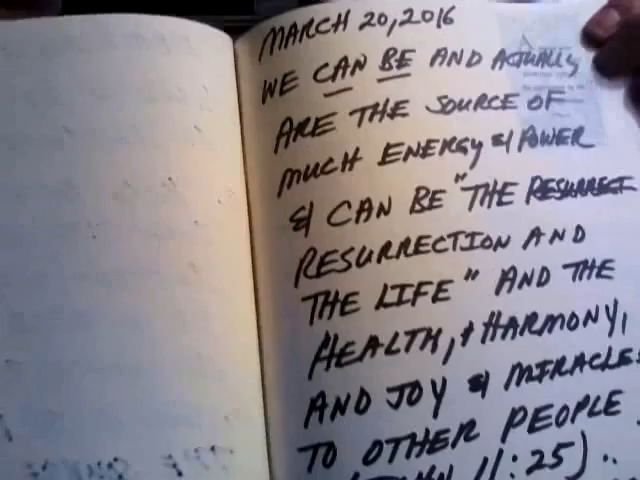 MARCH 20, 2016
WE CAN BE AND ACTUALLY
ARE THE SOURCE OF
MUCH ENERGY & POWER
& CAN BE "THE RESURRECT
RESURRECTION AND
THE LIFE" AND THE
HEALTH, + HARMONY,
AND JOY & MIRACLES
TO OTHER PEOPLE
(JOHN 11:25)..